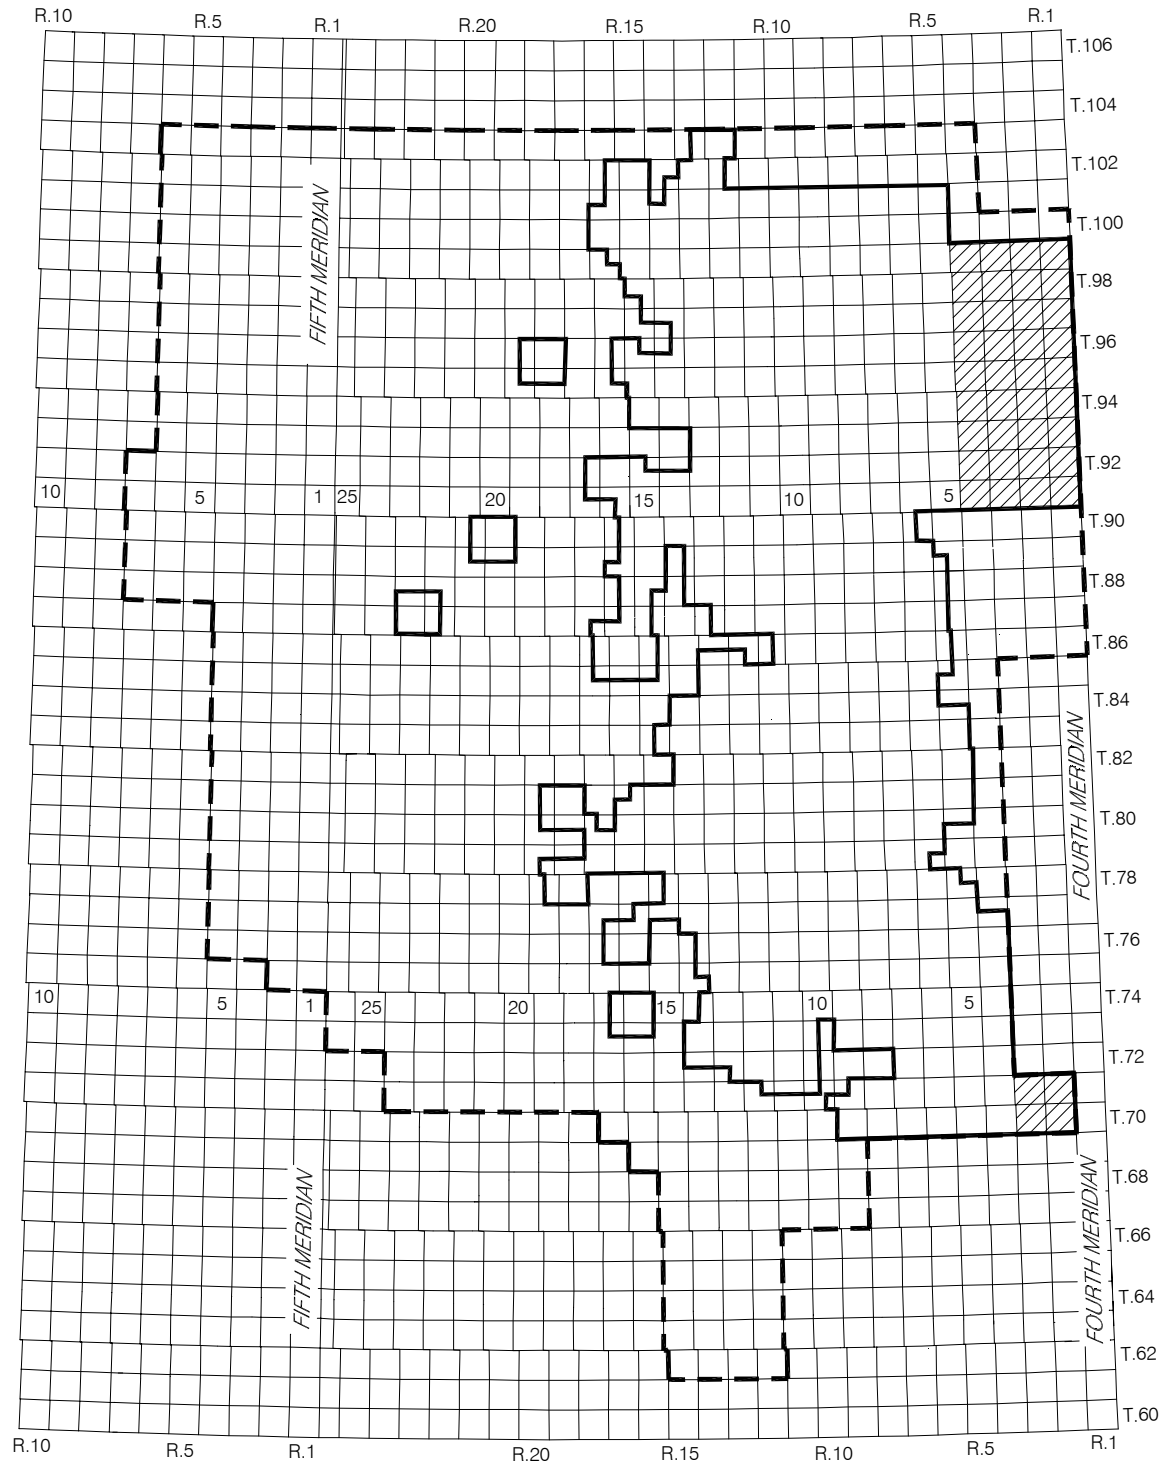 R.10 R.5 R.1 R.20 R.15 R.10 R.5 R.1
T.106
T.104
T.102
T.100
T.98
T.96
T.94
T.92
FIFTH MERIDIAN
10 5 1 25 20 15 10 5
T.90
T.88
T.86
T.84
T.82
T.80
T.78
T.76
FOURTH MERIDIAN
10 5 1 25 20 15 10 5
T.74
T.72
T.70
T.68
T.66
T.64
T.62
T.60
FIFTH MERIDIAN
FOURTH MERIDIAN
R.10 R.5 R.1 R.20 R.15 R.10 R.5 R.1